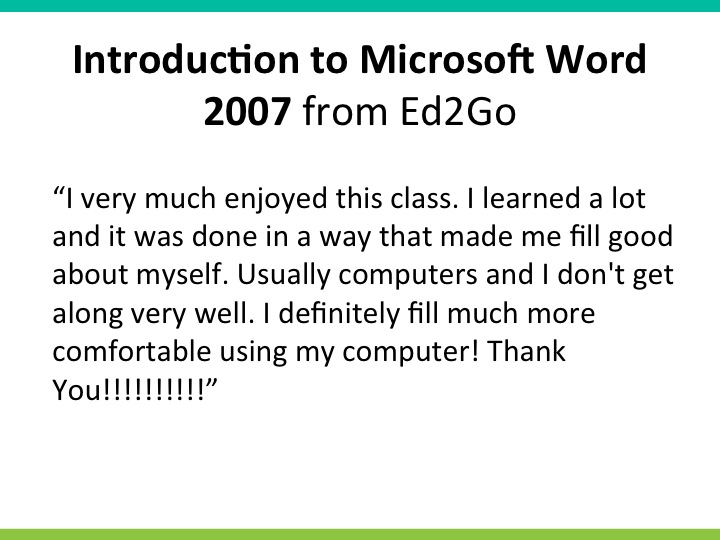 Introduction to Microsoft Word
2007 from Ed2Go
“I very much enjoyed this class. I learned a lot
and it was done in a way that made me fill good
about myself. Usually computers and I don't get
along very well. I definitely fill much more
comfortable using my computer! Thank
You!!!!!!!!!!”